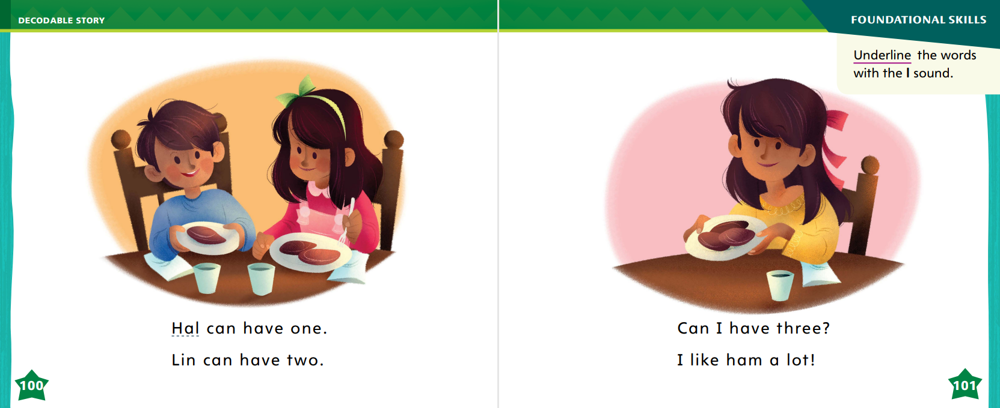 DECODABLE STORY
Hal can have one.
Lin can have two.
100
FOUNDATIONAL SKILLS
Underline the words
with the l sound.
Can I have three?
I like ham a lot!
101